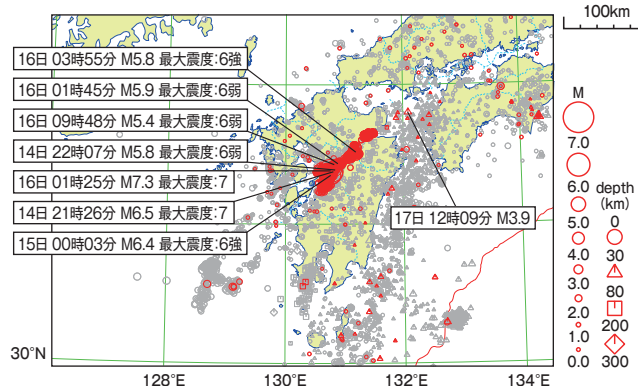 100km
16日 03時55分 M5.8 最大震度:6強
16日 01時45分 M5.9 最大震度:6弱
16日 09時48分 M5.4 最大震度:6弱
14日 22時07分 M5.8 最大震度:6弱
16日 01時25分 M7.3 最大震度:7
14日 21時26分 M6.5 最大震度:7
15日 00時03分 M6.4 最大震度:6強
17日 12時09分 M3.9
M
7.0
6.0
5.0
4.0
3.0
2.0
1.0
0.0
depth
(km)
0
30
80
200
300
30°N
128°E
130°E
132°E
134°E